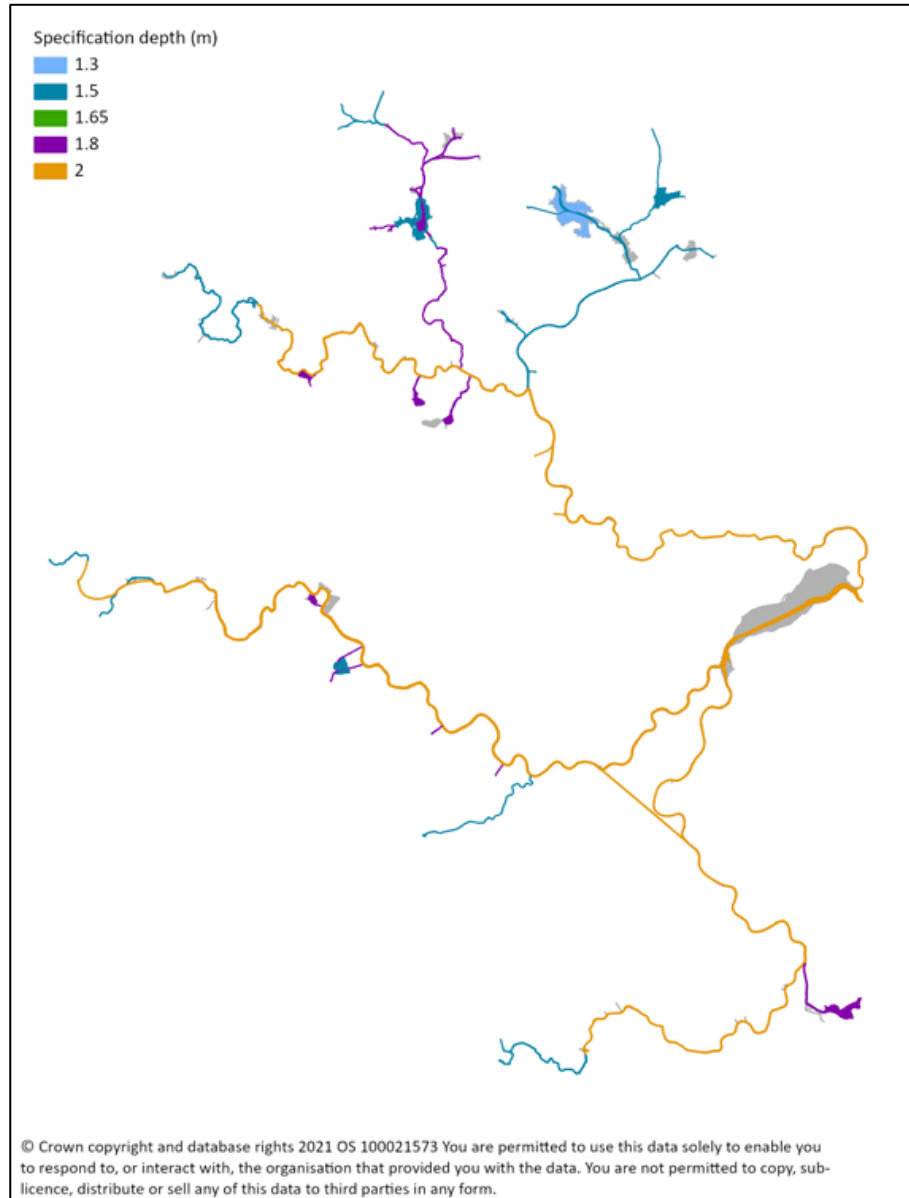 Specification depth (m)
1.3
1.5
1.65
1.8
2
© Crown copyright and database rights 2021 OS 100021573 You are permitted to use this data solely to enable you
to respond to, or interact with, the organisation that provided you with the data. You are not permitted to copy, sub-
licence, distribute or sell any of this data to third parties in any form.